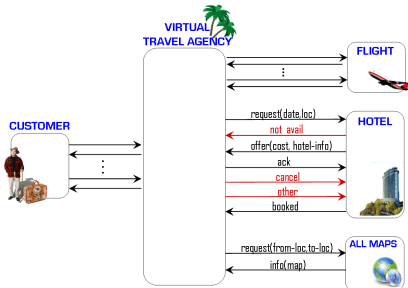 VIRTUAL
TRAVEL AGENCY
FLIGHT
...
request(date,loc)
not avail
HOTEL
CUSTOMER
offer(cost, hotel-info)
ack
...
cancel
other
booked
ALL MAPS
request(from-loc,to-loc)
info(map)